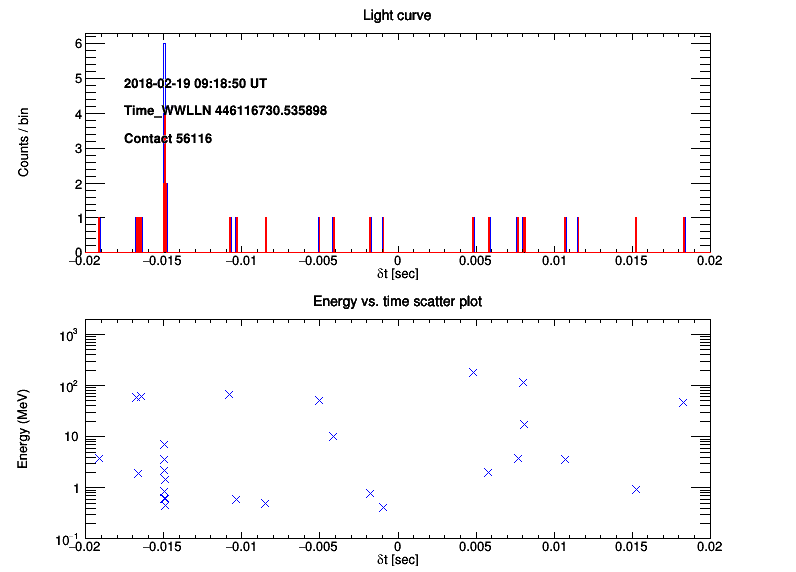 Light curve
6
5
4
3
2
1
0
Counts / bin
2018-02-19 09:18:50 UT
Time_WWLLN 446116730.535898
Contact 56116
−0.02 −0.015 −0.01 −0.005 0 0.005 0.01 0.015 0.02
δt [sec]
Energy vs. time scatter plot
10³
10²
10
1
10⁻¹
Energy (MeV)
−0.02 −0.015 −0.01 −0.005 0 0.005 0.01 0.015 0.02
δt [sec]